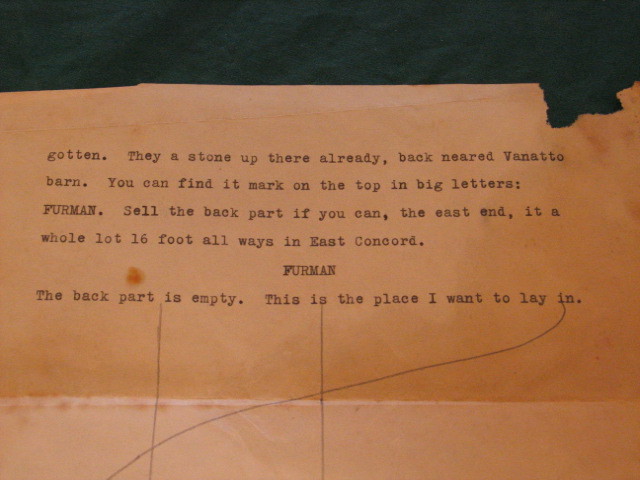 gotten. They a stone up there already, back neared Vanatto
barn. You can find it mark on the top in big letters:
FURMAN. Sell the back part if you can, the east end, it a
whole lot 16 foot all ways in East Concord.
FURMAN
The back part is empty. This is the place I want to lay in.